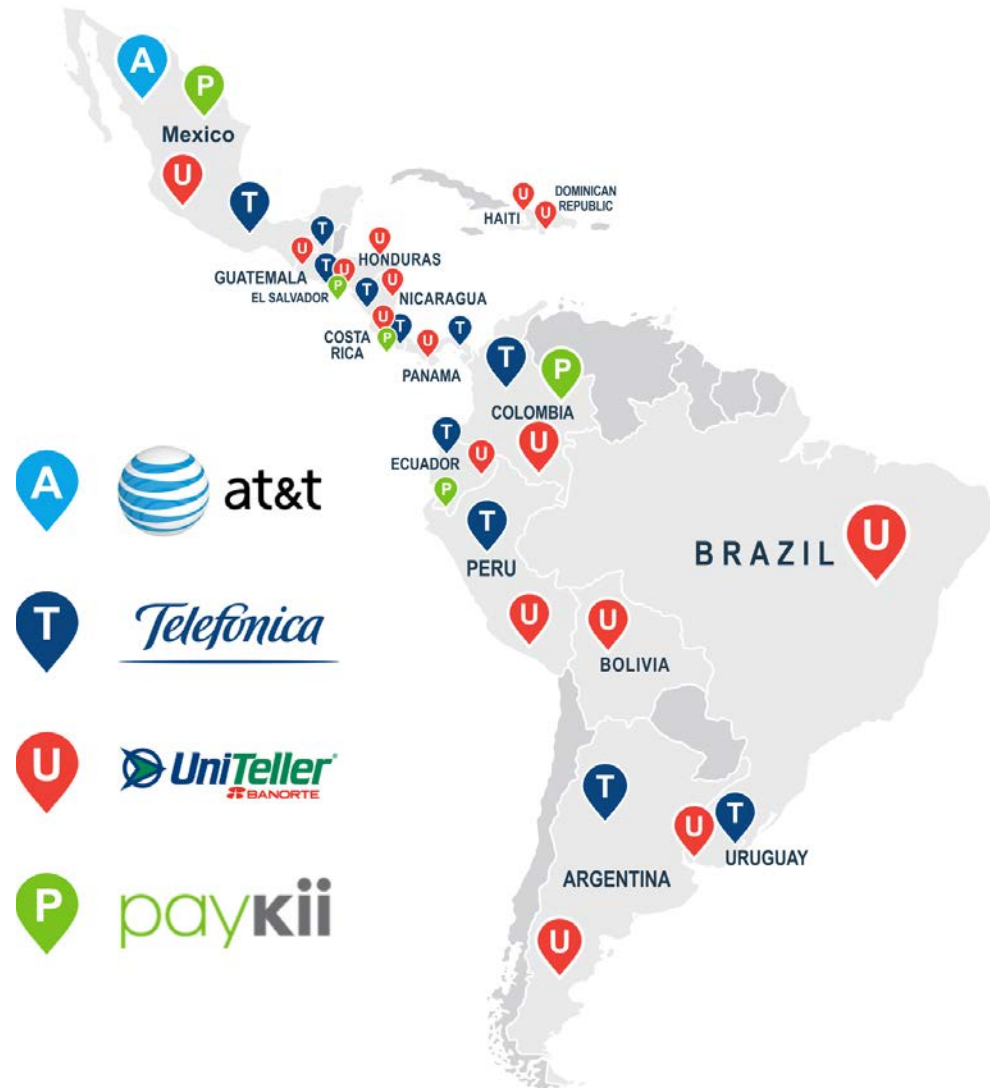 A
P
Mexico
U
T
U
DOMINICAN
REPUBLIC
HAITI
U
T
U
U
HONDURAS
GUATEMALA
T
U
EL SALVADOR
P
T
U
NICARAGUA
U
T
COSTA
RICA
P
U
T
PANAMA
T
P
COLOMBIA
T
U
ECUADOR
U
P
A
at&t
T
PERU
BRAZIL
U
T
Telefónica
U
U
BOLIVIA
U
UniTeller®
BANORTE
T
U
T
URUGUAY
ARGENTINA
P
paykii
U